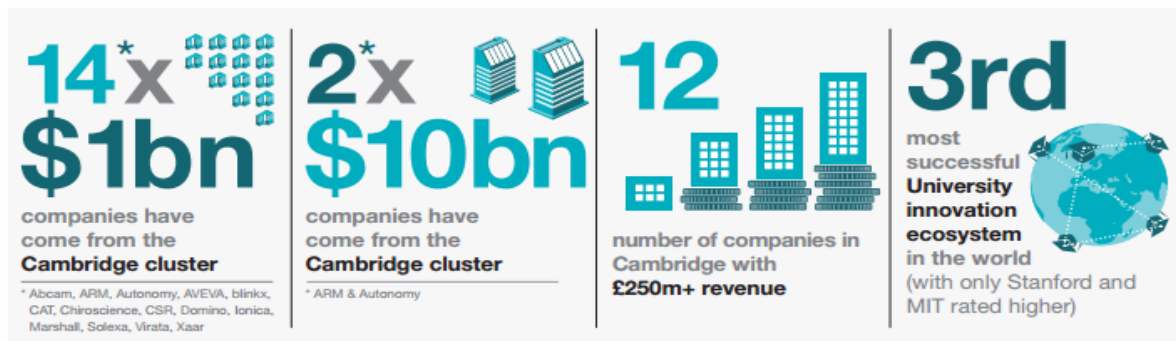 14*x
$1bn
companies have
come from the
Cambridge cluster
* Abcam, ARM, Autonomy, AVEVA, blinkx,
CAT, Chiroscience, CSR, Domino, Ionica,
Marshall, Solexa, Virata, Xaar
2*x
$10bn
companies have
come from the
Cambridge cluster
* ARM & Autonomy
12
number of companies in
Cambridge with
£250m+ revenue
3rd
most
successful
University
innovation
ecosystem
in the world
(with only Stanford and
MIT rated higher)